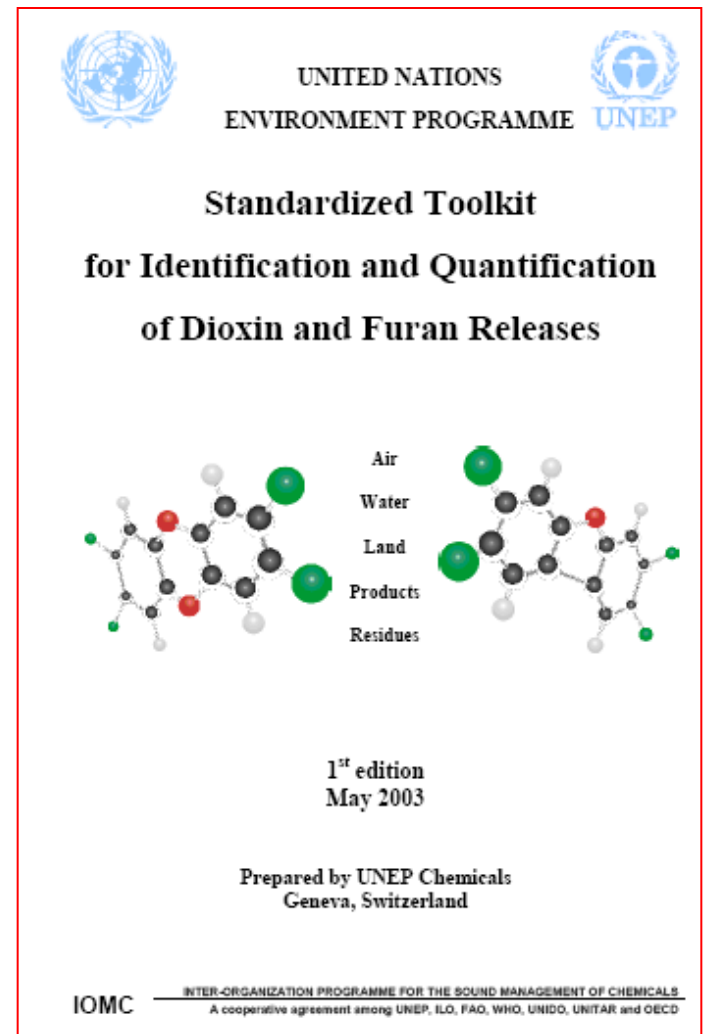 UNITED NATIONS
ENVIRONMENT PROGRAMME
UNEP
Standardized Toolkit
for Identification and Quantification
of Dioxin and Furan Releases
Air
Water
Land
Products
Residues
1st edition
May 2003
Prepared by UNEP Chemicals
Geneva, Switzerland
IOMC
INTER-ORGANIZATION PROGRAMME FOR THE SOUND MANAGEMENT OF CHEMICALS
A cooperative agreement among UNEP, ILO, FAO, WHO, UNIDO, UNITAR and OECD